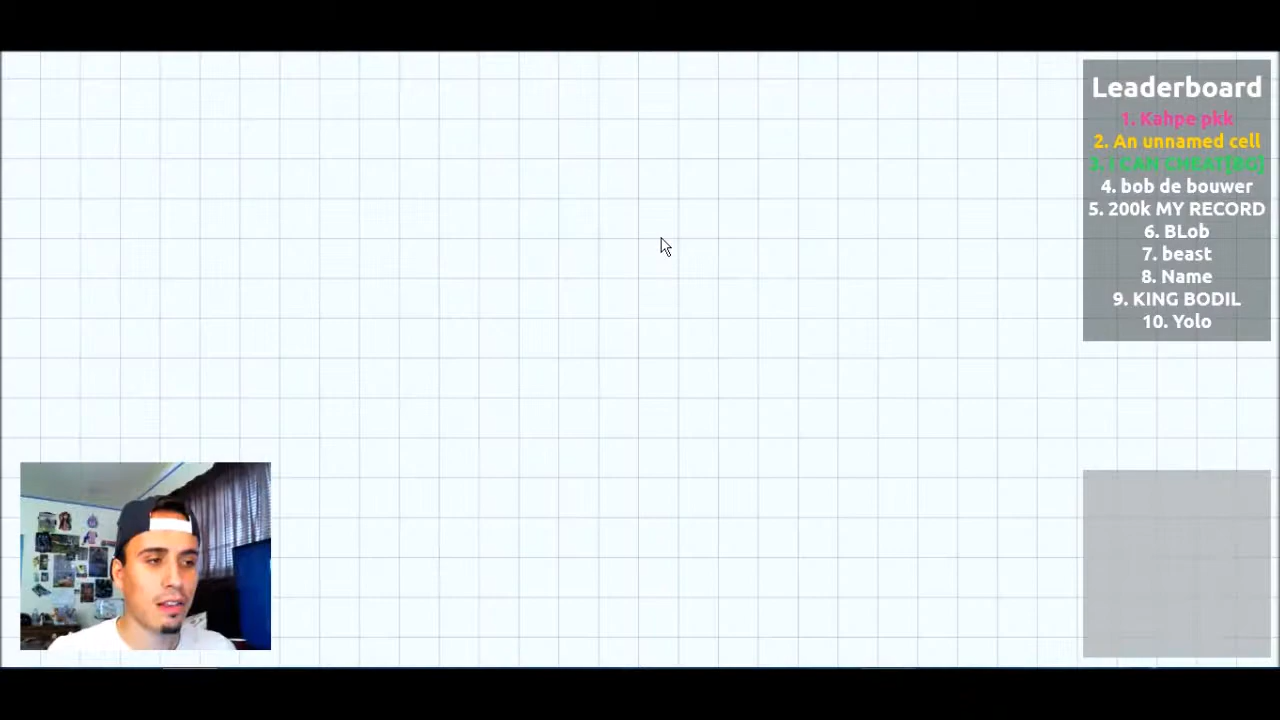 Leaderboard
1. Kahpe pkk
2. An unnamed cell
3. I CAN CHEAT[BG]
4. bob de bouwer
5. 200k MY RECORD
6. BLob
7. beast
8. Name
9. KING BODIL
10. Yolo